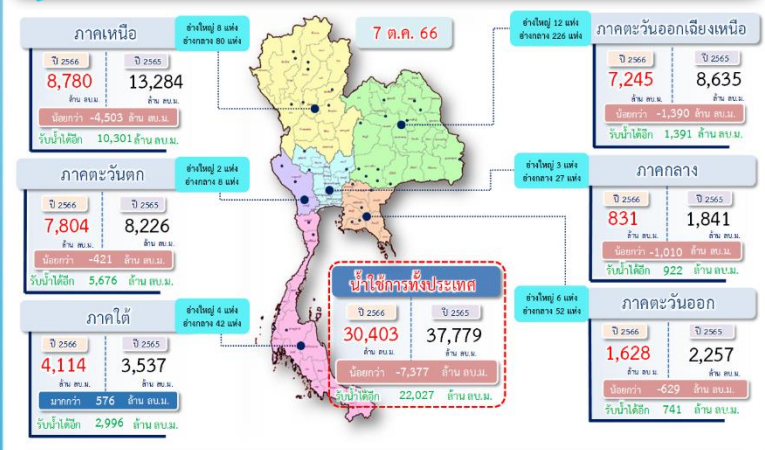 7 ต.ค. 66
ภาคเหนือ
อ่างใหญ่ 8 แห่ง
อ่างกลาง 80 แห่ง
ปี 2566 ปี 2565
8,780 13,284
ล้าน ลบ.ม. ล้าน ลบ.ม.
น้อยกว่า -4,503 ล้าน ลบ.ม.
รับน้ำได้อีก 10,301 ล้าน ลบ.ม.
ภาคตะวันตก
อ่างใหญ่ 2 แห่ง
อ่างกลาง 8 แห่ง
ปี 2566 ปี 2565
7,804 8,226
ล้าน ลบ.ม. ล้าน ลบ.ม.
น้อยกว่า -421 ล้าน ลบ.ม.
รับน้ำได้อีก 5,676 ล้าน ลบ.ม.
ภาคใต้
อ่างใหญ่ 4 แห่ง
อ่างกลาง 42 แห่ง
ปี 2566 ปี 2565
4,114 3,537
ล้าน ลบ.ม. ล้าน ลบ.ม.
มากกว่า 576 ล้าน ลบ.ม.
รับน้ำได้อีก 2,996 ล้าน ลบ.ม.
น้ำใช้การทั้งประเทศ
ปี 2566 ปี 2565
30,403 37,779
ล้าน ลบ.ม. ล้าน ลบ.ม.
น้อยกว่า -7,377 ล้าน ลบ.ม.
รับน้ำได้อีก 22,027 ล้าน ลบ.ม.
อ่างใหญ่ 12 แห่ง
อ่างกลาง 226 แห่ง
ภาคตะวันออกเฉียงเหนือ
ปี 2566 ปี 2565
7,245 8,635
ล้าน ลบ.ม. ล้าน ลบ.ม.
น้อยกว่า -1,390 ล้าน ลบ.ม.
รับน้ำได้อีก 1,391 ล้าน ลบ.ม.
อ่างใหญ่ 3 แห่ง
อ่างกลาง 27 แห่ง
ภาคกลาง
ปี 2566 ปี 2565
831 1,841
ล้าน ลบ.ม. ล้าน ลบ.ม.
น้อยกว่า -1,010 ล้าน ลบ.ม.
รับน้ำได้อีก 922 ล้าน ลบ.ม.
อ่างใหญ่ 6 แห่ง
อ่างกลาง 52 แห่ง
ภาคตะวันออก
ปี 2566 ปี 2565
1,628 2,257
ล้าน ลบ.ม. ล้าน ลบ.ม.
น้อยกว่า -629 ล้าน ลบ.ม.
รับน้ำได้อีก 741 ล้าน ลบ.ม.